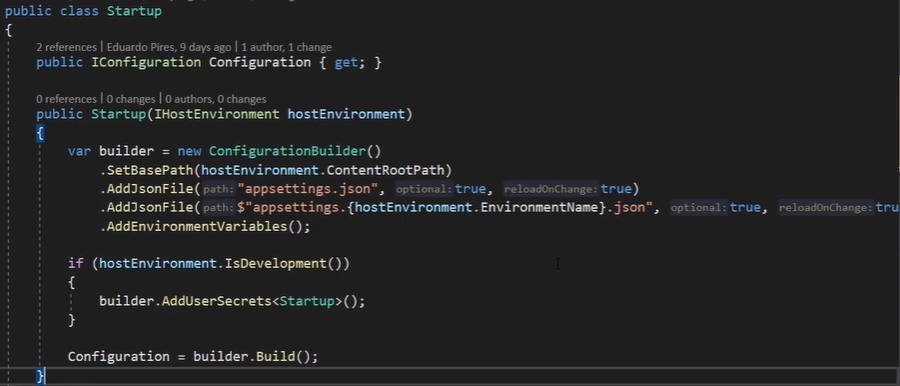 public class Startup
{
2 references | Eduardo Pires, 9 days ago | 1 author, 1 change
public IConfiguration Configuration { get; }
0 references | 0 changes | 0 authors, 0 changes
public Startup(IHostEnvironment hostEnvironment)
{
var builder = new ConfigurationBuilder()
.SetBasePath(hostEnvironment.ContentRootPath)
.AddJsonFile(path: "appsettings.json", optional: true, reloadOnChange: true)
.AddJsonFile(path: $"appsettings.{hostEnvironment.EnvironmentName}.json", optional: true, reloadOnChange: tru
.AddEnvironmentVariables();
if (hostEnvironment.IsDevelopment())
{
builder.AddUserSecrets<Startup>();
}
Configuration = builder.Build();
}